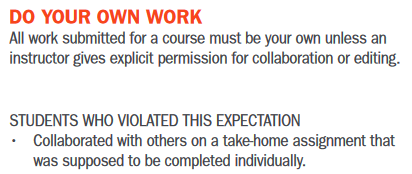 DO YOUR OWN WORK
All work submitted for a course must be your own unless an
instructor gives explicit permission for collaboration or editing.
STUDENTS WHO VIOLATED THIS EXPECTATION
• Collaborated with others on a take-home assignment that
was supposed to be completed individually.